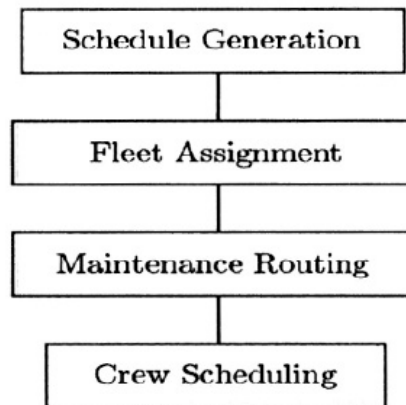 Schedule Generation
Fleet Assignment
Maintenance Routing
Crew Scheduling